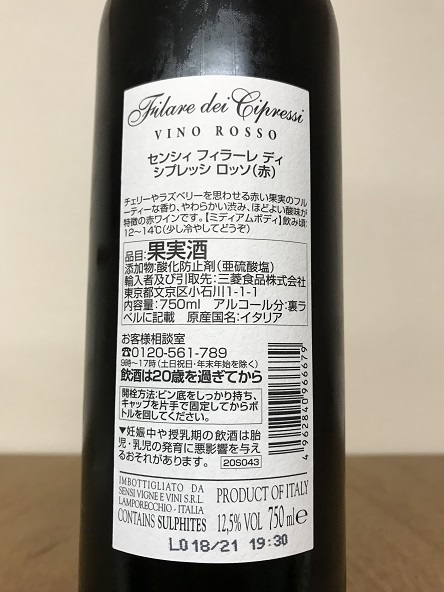 Filare dei Cipressi
VINO ROSSO
センシィ フィラーレ ディ
シプレッシ ロッソ(赤)
チェリーやラズベリーを思わせる赤い果実のフル
ーティーな香り、やわらかい渋み、ほどよい酸味が
特徴の赤ワインです。【ミディアムボディ】飲み頃:
12~14℃(少し冷やしてどうぞ)
品目:果実酒
添加物:酸化防止剤(亜硫酸塩)
輸入者及び引取先:三菱食品株式会社
東京都文京区小石川1-1-1
内容量:750ml アルコール分:裏ラ
ベルに記載 原産国名:イタリア
お客様相談室
0120-561-789
9時~17時(土日祝日・年末年始を除く)
飲酒は20歳を過ぎてから
開栓方法:ビン底をしっかり持ち、
キャップを片手で固定してからボ
トルを回してください。
▼妊娠中や授乳期の飲酒は胎
児・乳児の発育に悪影響を与え
るおそれがあります。 20S043
4962840966679
IMBOTTIGLIATO DA
SENSI VIGNE E VINI S.R.L.
LAMPORECCHIO - ITALIA
CONTAINS SULPHITES
PRODUCT OF ITALY
12,5% VOL 750 ml e
L018/21 19:30